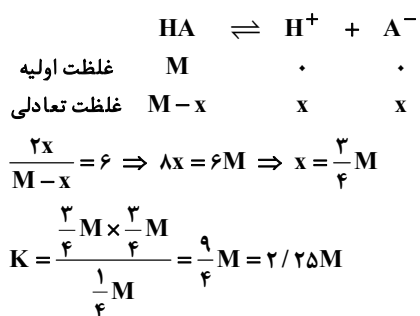 HA ⇌ H⁺ + A⁻
غلظت اولیه M ۰ ۰
غلظت تعادلی M − x x x
۲x / (M − x) = ۶ ⇒ ۸x = ۶M ⇒ x = ۳/۴ M
K = (۳/۴ M × ۳/۴ M) / (۱/۴ M) = ۹/۴ M = ۲/۲۵M